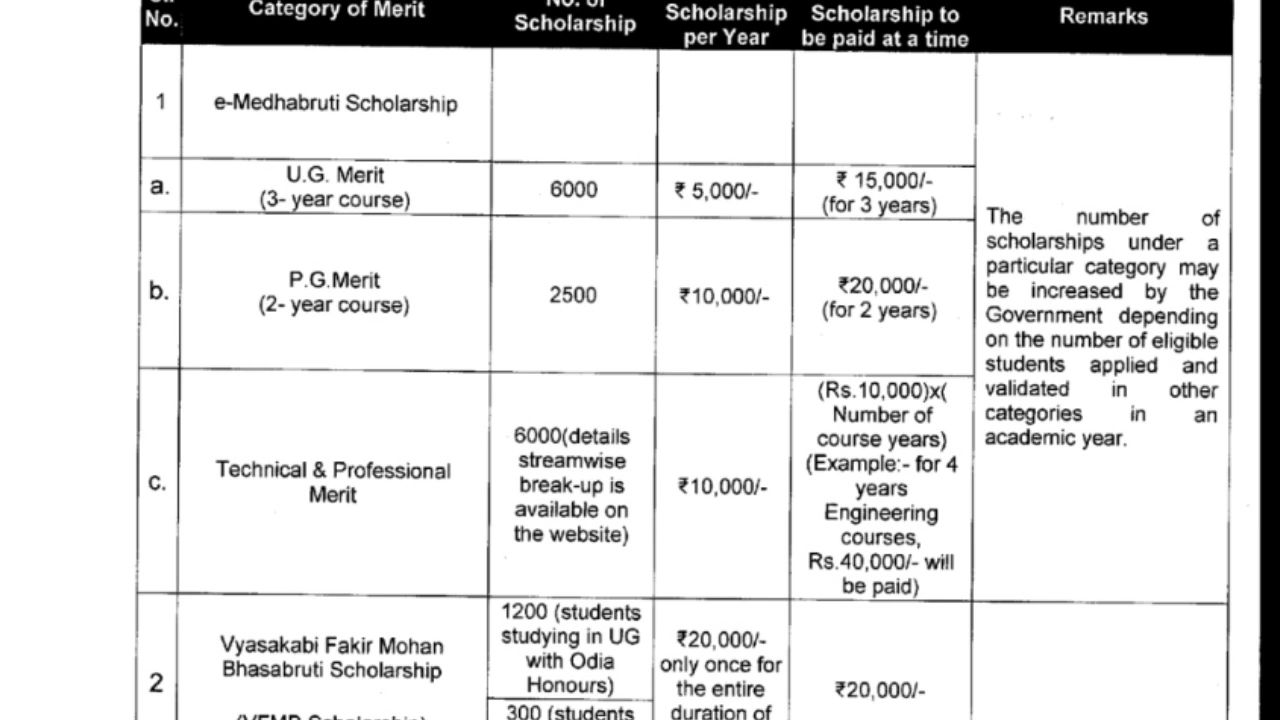 No.
Category of Merit
No. of
Scholarship
Scholarship
per Year
Scholarship to
be paid at a time
Remarks
1
e-Medhabruti Scholarship
a.
U.G. Merit
(3- year course)
6000
₹ 5,000/-
₹ 15,000/-
(for 3 years)
b.
P.G.Merit
(2- year course)
2500
₹10,000/-
₹20,000/-
(for 2 years)
c.
Technical & Professional
Merit
6000(details
streamwise
break-up is
available on
the website)
₹10,000/-
(Rs.10,000)x(
Number of
course years)
(Example:- for 4
years
Engineering
courses,
Rs.40,000/- will
be paid)
The number of
scholarships under a
particular category may
be increased by the
Government depending
on the number of eligible
students applied and
validated in other
categories in an
academic year.
2
Vyasakabi Fakir Mohan
Bhasabruti Scholarship
1200 (students
studying in UG
with Odia
Honours)
300 (students
₹20,000/-
only once for
the entire
duration of
₹20,000/-